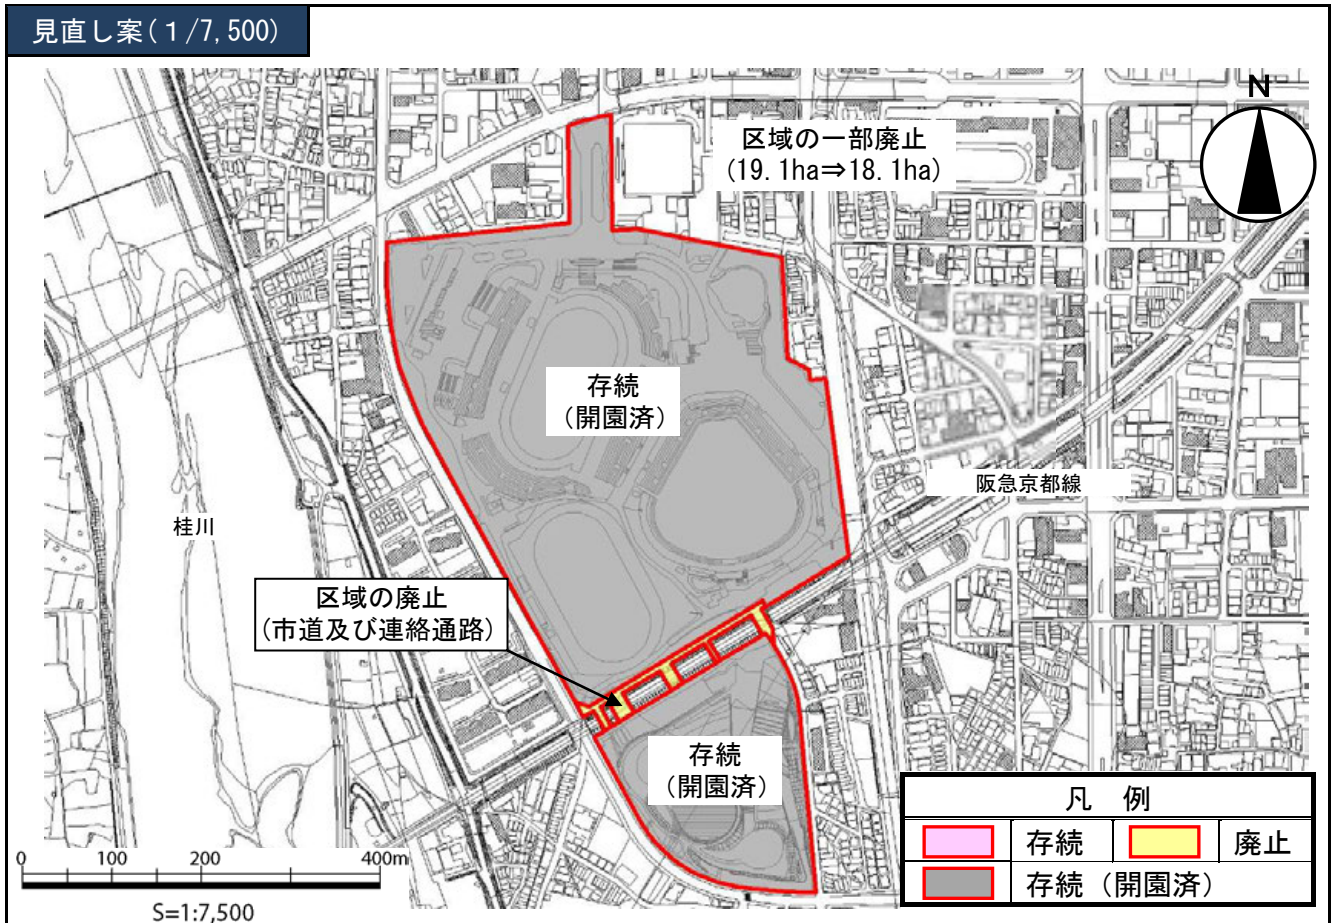 見直し案(１/7,500)
N
区域の一部廃止
(19.1ha⇒18.1ha)
存続
(開園済)
阪急京都線
桂川
区域の廃止
(市道及び連絡通路)
存続
(開園済)
凡　例
存続
廃止
存続 (開園済)
0
100
200
400m
S=1:7,500